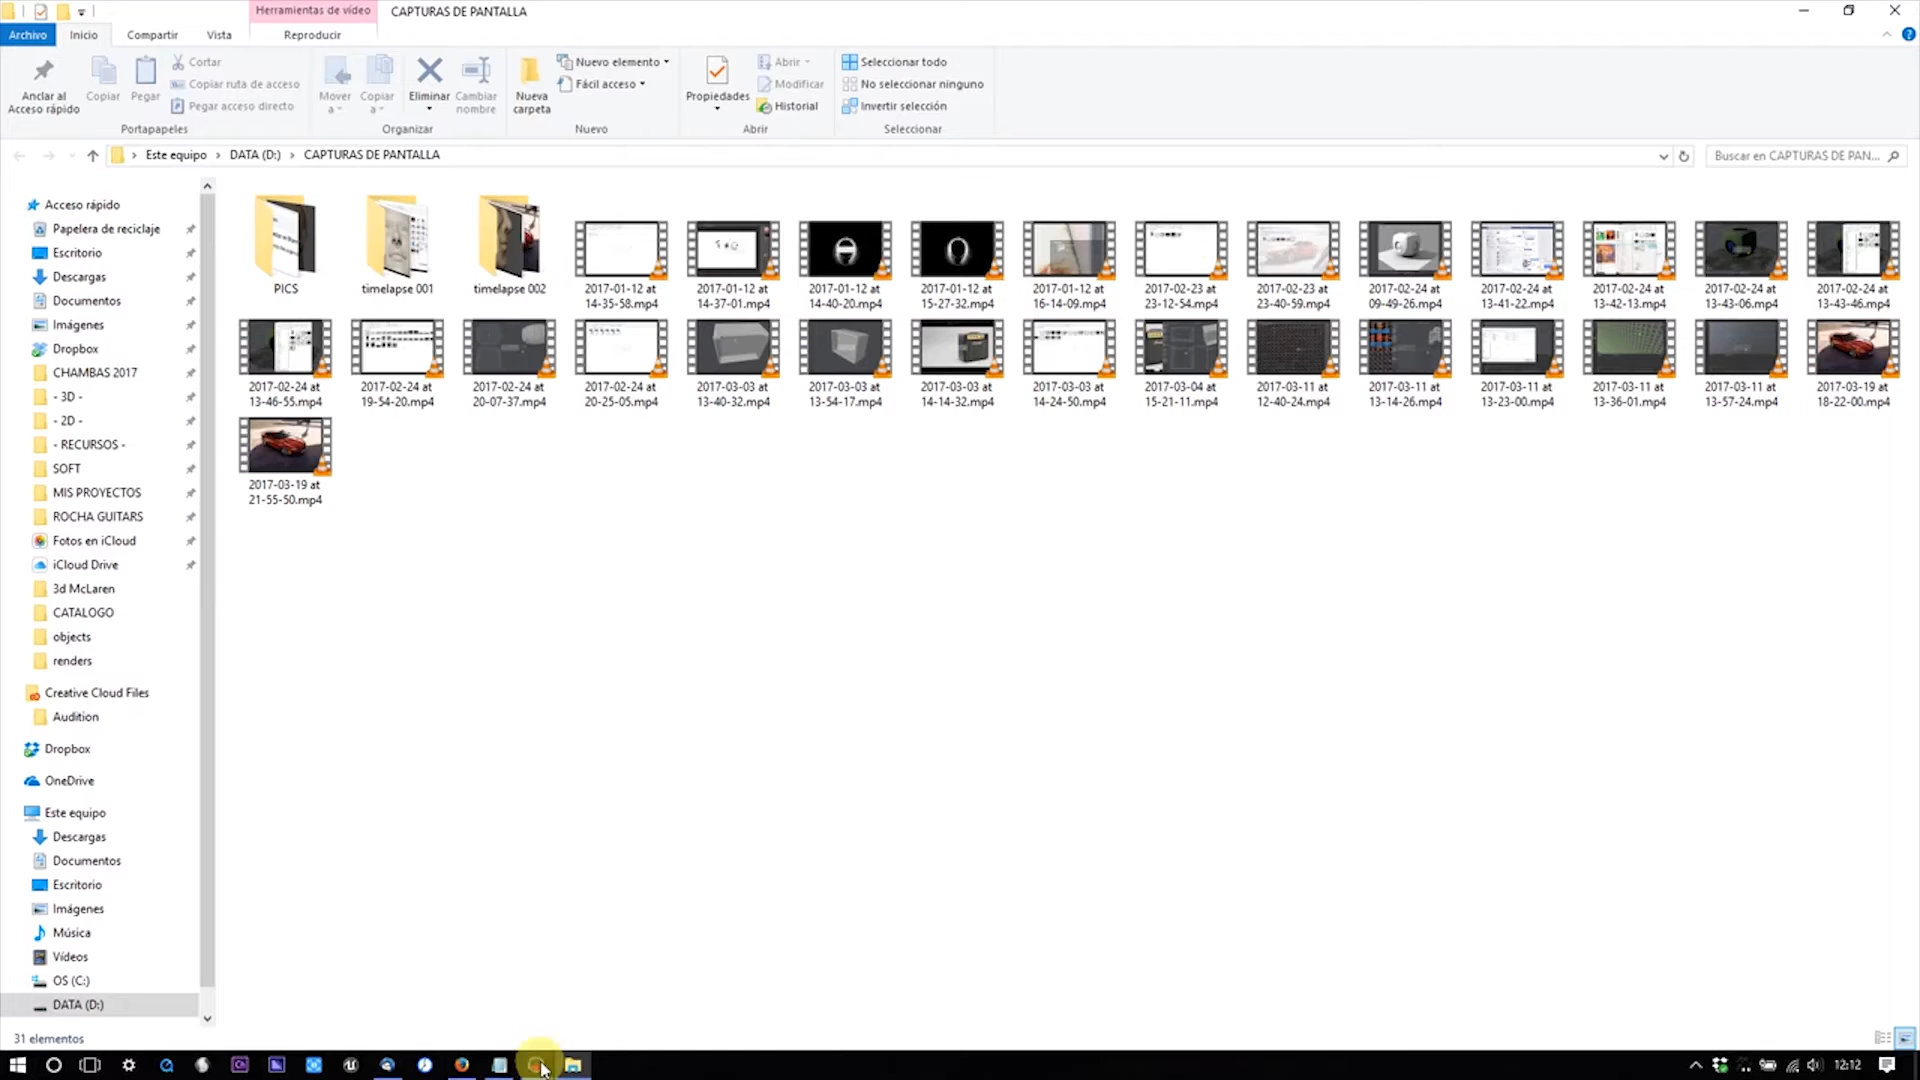 Herramientas de vídeo
CAPTURAS DE PANTALLA
Archivo
Inicio
Compartir
Vista
Reproducir
Anclar al
Acceso rápido
Copiar
Pegar
Cortar
Copiar ruta de acceso
Pegar acceso directo
Portapapeles
Mover
a
Copiar
a
Eliminar
Cambiar
nombre
Organizar
Nueva
carpeta
Nuevo elemento
Fácil acceso
Nuevo
Propiedades
Abrir
Modificar
Historial
Abrir
Seleccionar todo
No seleccionar ninguno
Invertir selección
Seleccionar
Este equipo > DATA (D:) > CAPTURAS DE PANTALLA
Buscar en CAPTURAS DE PAN...
Acceso rápido
Papelera de reciclaje
Escritorio
Descargas
Documentos
Imágenes
Dropbox
CHAMBAS 2017
- 3D -
- 2D -
- RECURSOS -
SOFT
MIS PROYECTOS
ROCHA GUITARS
Fotos en iCloud
iCloud Drive
3d McLaren
CATALOGO
objects
renders
Creative Cloud Files
Audition
Dropbox
OneDrive
Este equipo
Descargas
Documentos
Escritorio
Imágenes
Música
Vídeos
OS (C:)
DATA (D:)
PICS
timelapse 001
timelapse 002
2017-01-12 at
14-35-58.mp4
2017-01-12 at
14-37-01.mp4
2017-01-12 at
14-40-20.mp4
2017-01-12 at
15-27-32.mp4
2017-01-12 at
16-14-09.mp4
2017-02-23 at
23-12-54.mp4
2017-02-23 at
23-40-59.mp4
2017-02-24 at
09-49-26.mp4
2017-02-24 at
13-41-22.mp4
2017-02-24 at
13-42-13.mp4
2017-02-24 at
13-43-06.mp4
2017-02-24 at
13-43-46.mp4
2017-02-24 at
13-46-55.mp4
2017-02-24 at
19-54-20.mp4
2017-02-24 at
20-07-37.mp4
2017-02-24 at
20-25-05.mp4
2017-03-03 at
13-40-32.mp4
2017-03-03 at
13-54-17.mp4
2017-03-03 at
14-14-32.mp4
2017-03-03 at
14-24-50.mp4
2017-03-04 at
15-21-11.mp4
2017-03-11 at
12-40-24.mp4
2017-03-11 at
13-14-26.mp4
2017-03-11 at
13-23-00.mp4
2017-03-11 at
13-36-01.mp4
2017-03-11 at
13-57-24.mp4
2017-03-19 at
18-22-00.mp4
2017-03-19 at
21-55-50.mp4
31 elementos
12:12